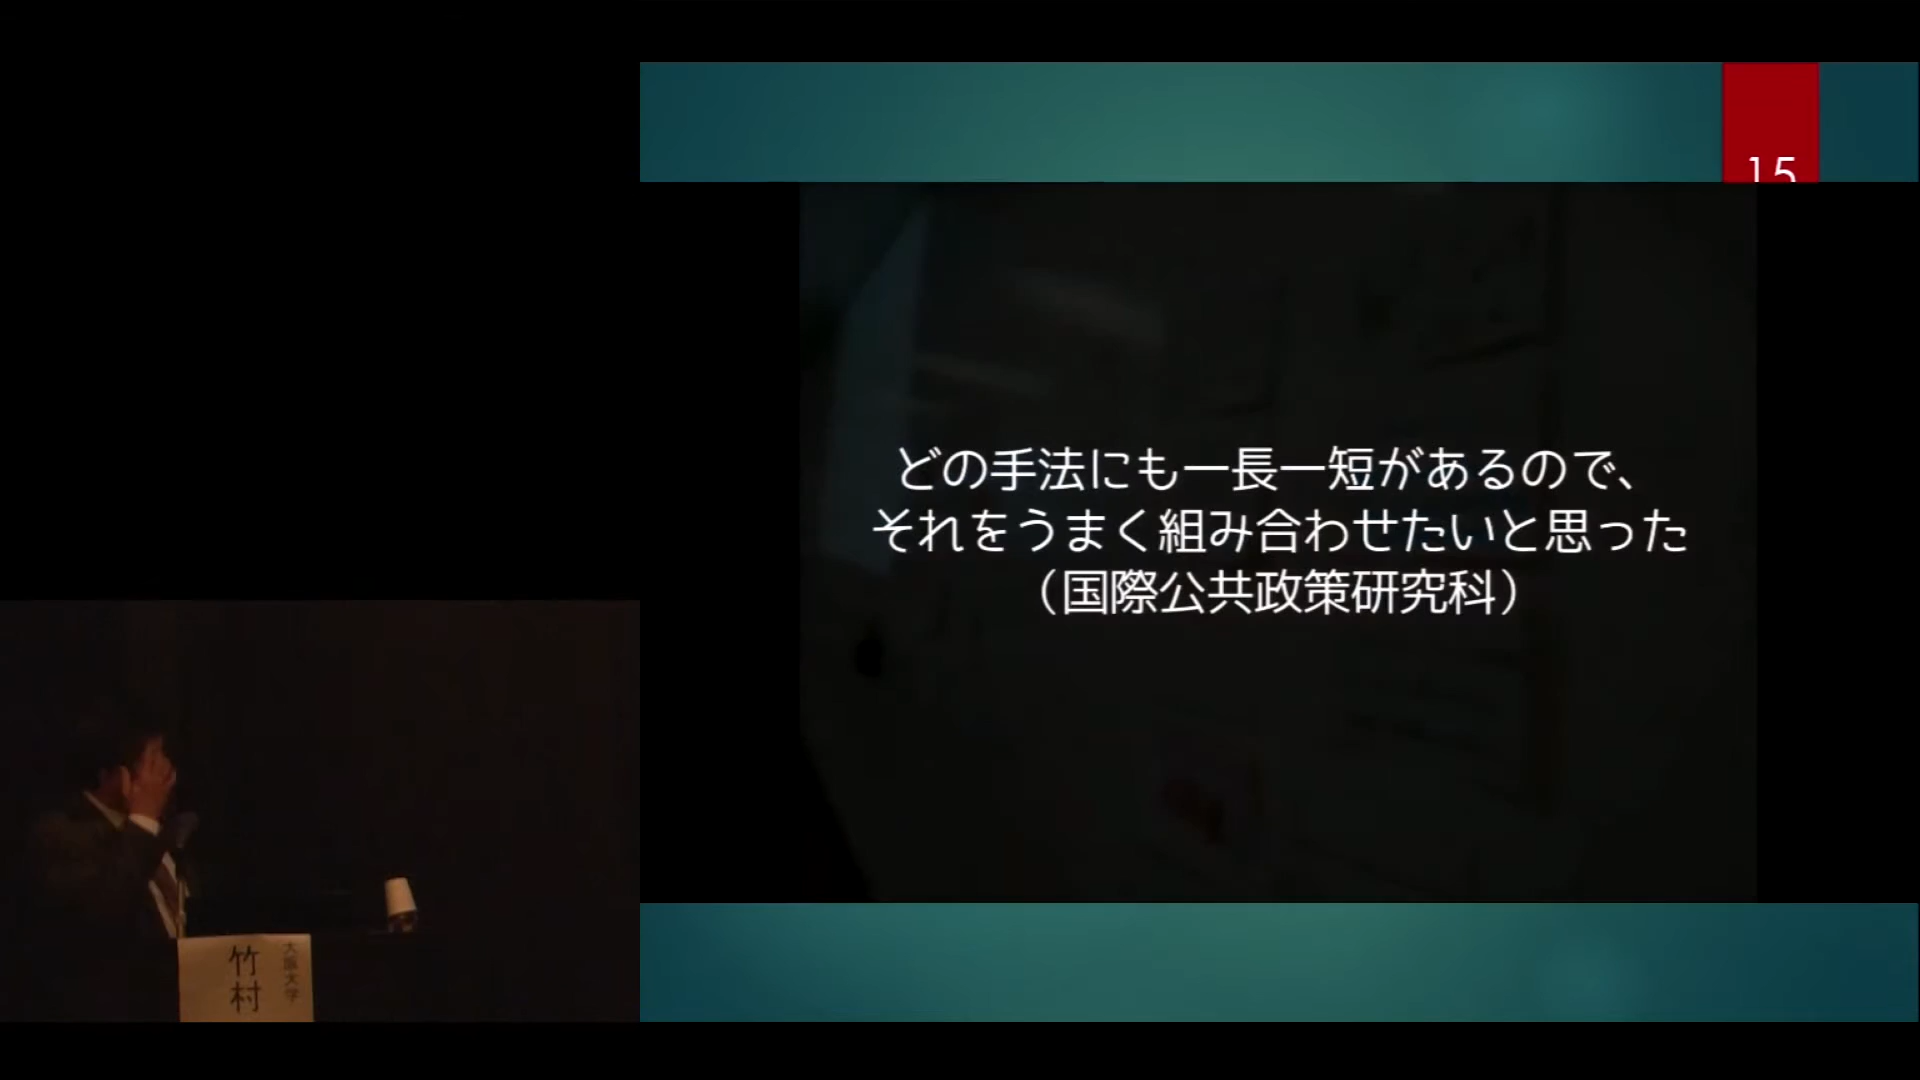 15
どの手法にも一長一短があるので、
それをうまく組み合わせたいと思った
（国際公共政策研究科）
大阪大学
竹村